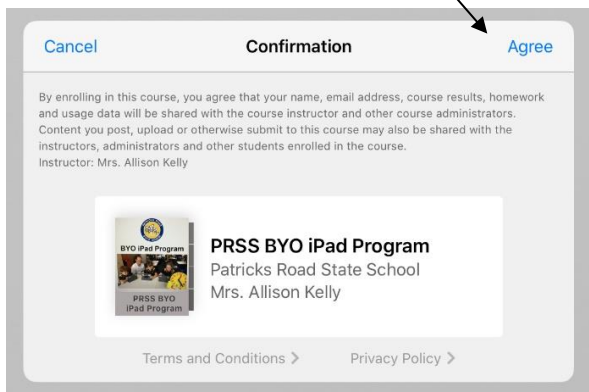 Cancel Confirmation Agree
By enrolling in this course, you agree that your name, email address, course results, homework
and usage data will be shared with the course instructor and other course administrators.
Content you post, upload or otherwise submit to this course may also be shared with the
instructors, administrators and other students enrolled in the course.
Instructor: Mrs. Allison Kelly
BYO iPad Program
PRSS BYO
iPad Program
PRSS BYO iPad Program
Patricks Road State School
Mrs. Allison Kelly
Terms and Conditions > Privacy Policy >